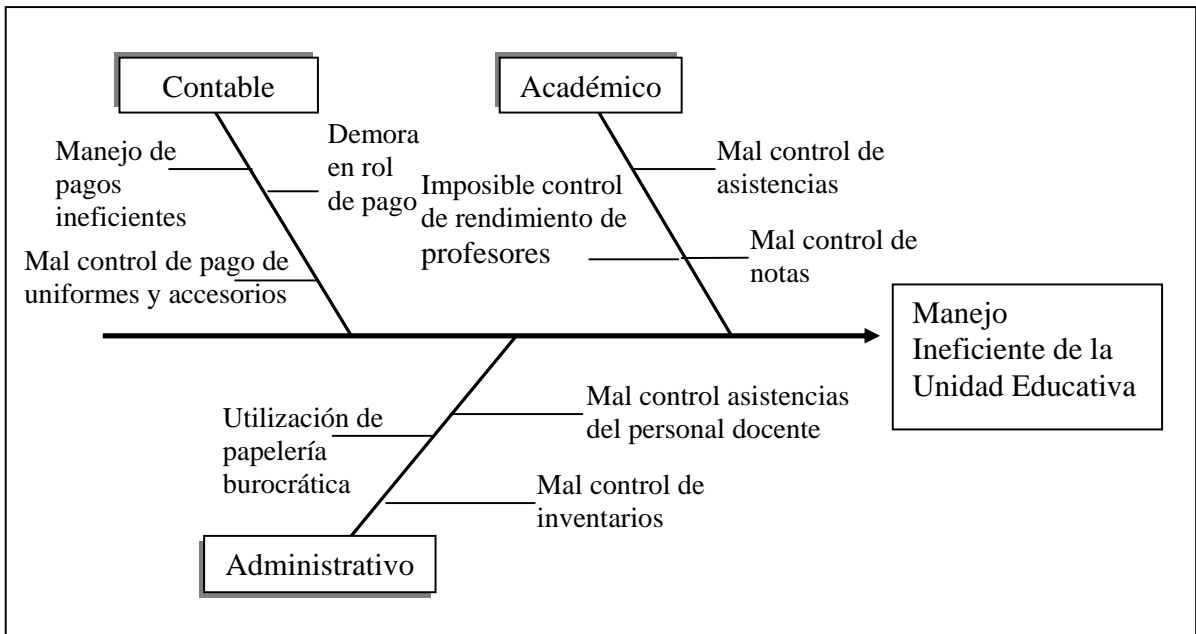 Contable
Académico
Manejo de
pagos
ineficientes
Demora
en rol
de pago
Mal control de pago de
uniformes y accesorios
Imposible control
de rendimiento de
profesores
Mal control de
asistencias
Mal control de
notas
Manejo
Ineficiente de la
Unidad Educativa
Utilización de
papelería
burocrática
Mal control asistencias
del personal docente
Mal control de
inventarios
Administrativo